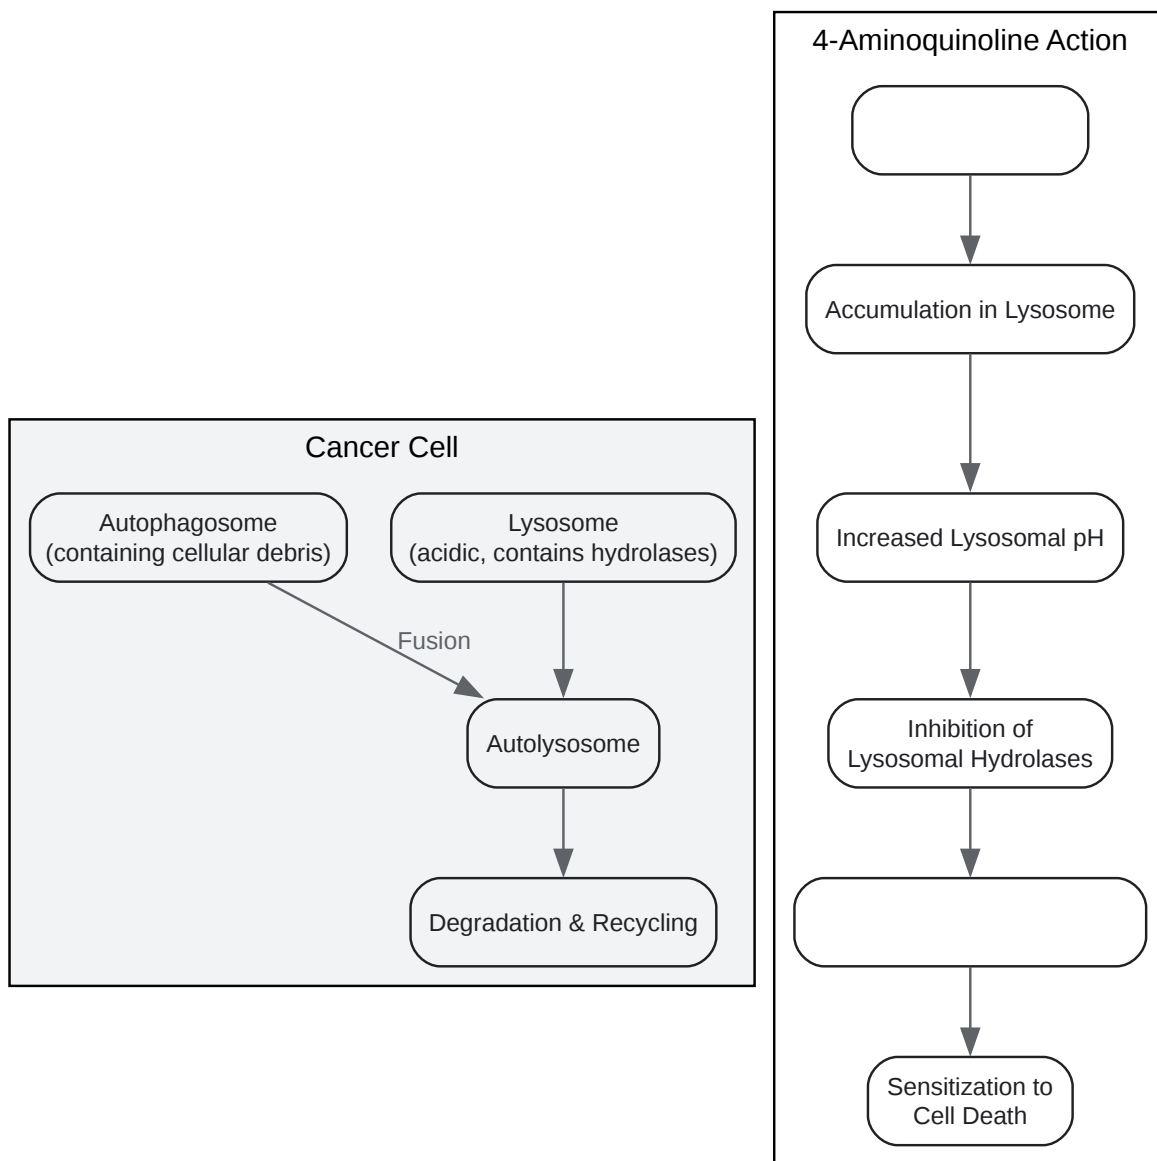 4-Aminoquinoline Action
Accumulation in Lysosome
Increased Lysosomal pH
Inhibition of
Lysosomal Hydrolases
Sensitization to
Cell Death
Cancer Cell
Autophagosome
(containing cellular debris)
Lysosome
(acidic, contains hydrolases)
Fusion
Autolysosome
Degradation & Recycling